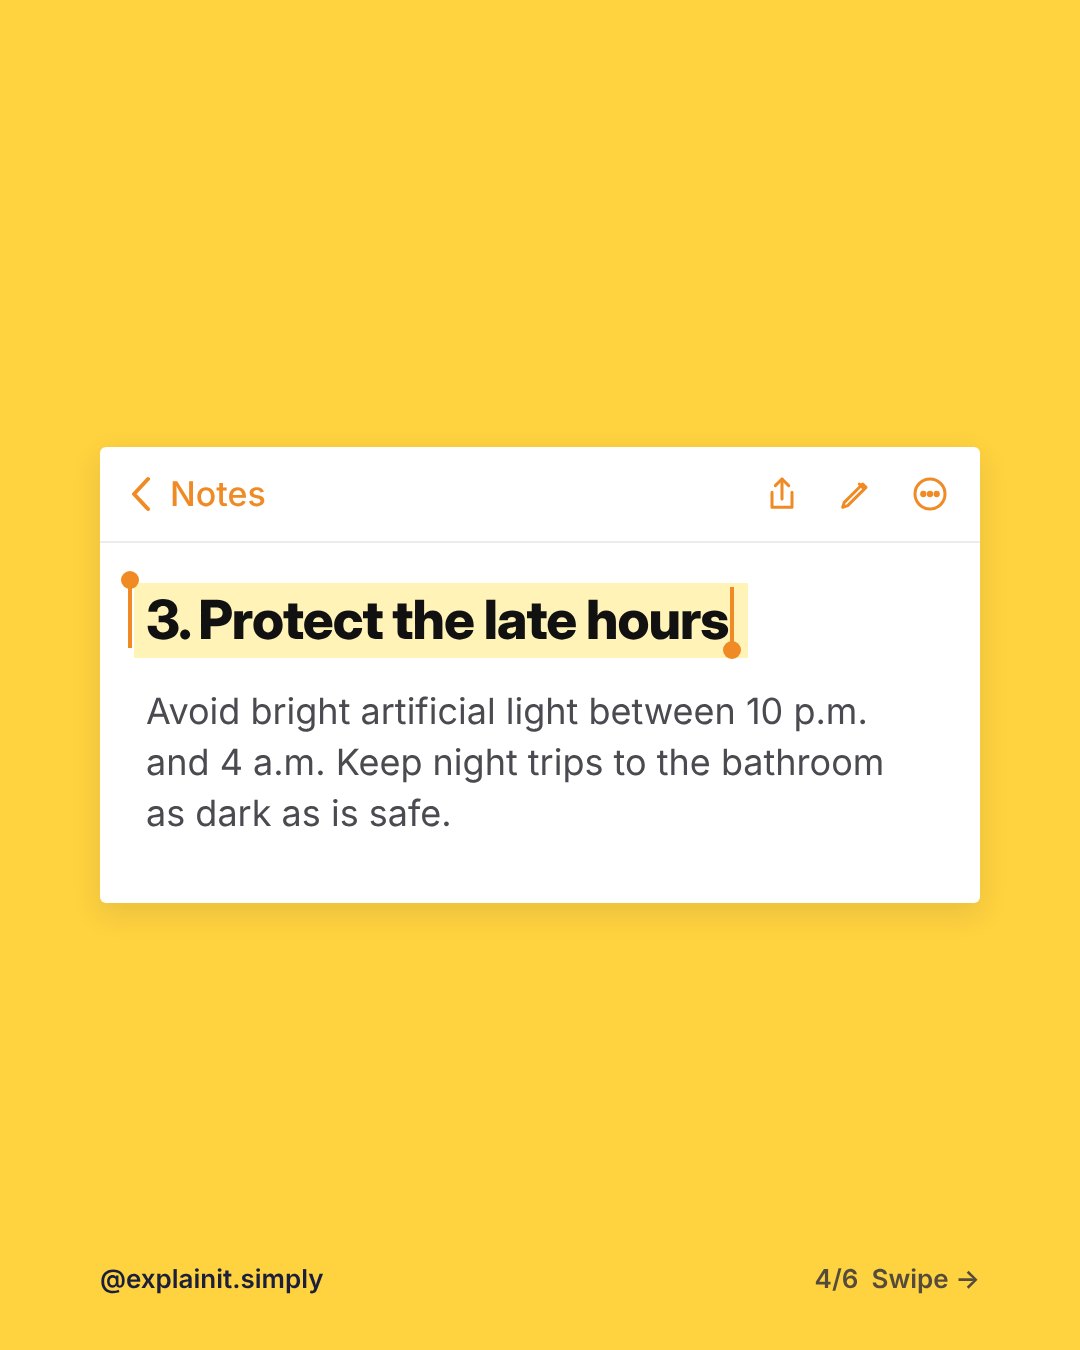 Notes
3. Protect the late hours
Avoid bright artificial light between 10 p.m.
and 4 a.m. Keep night trips to the bathroom
as dark as is safe.
@explainit.simply
4/6 Swipe →